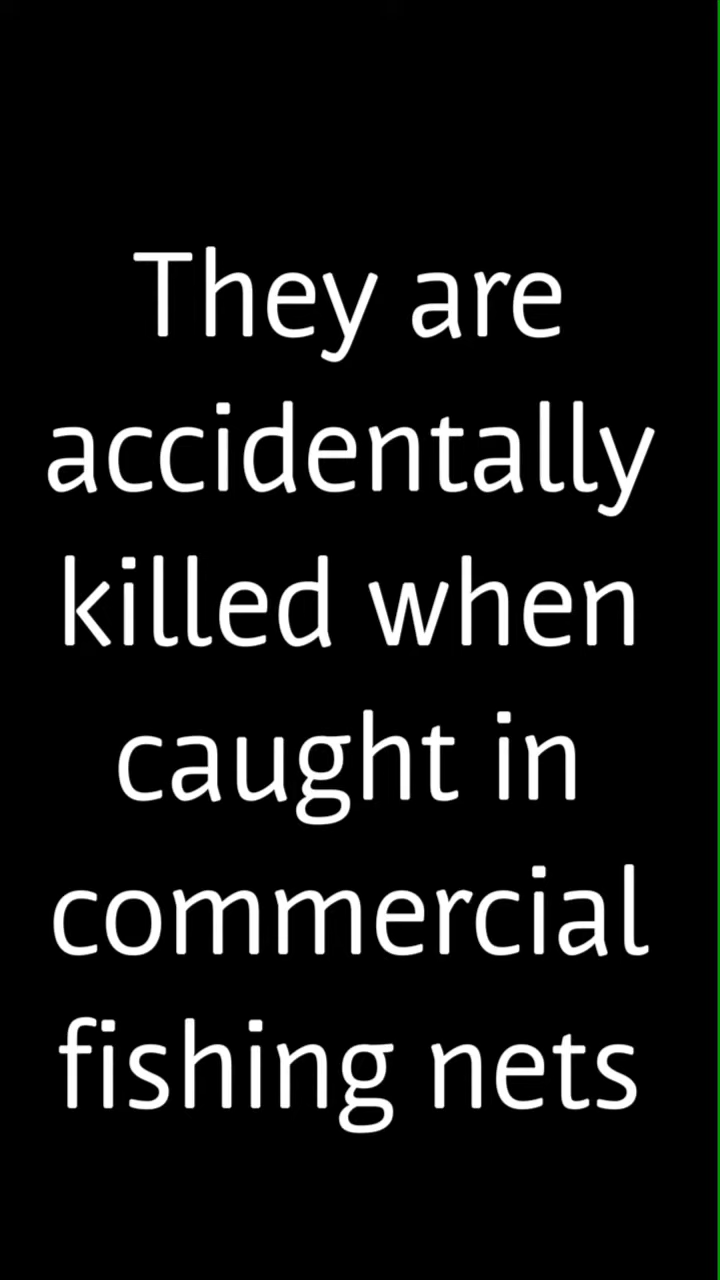 They are
accidentally
killed when
caught in
commercial
fishing nets